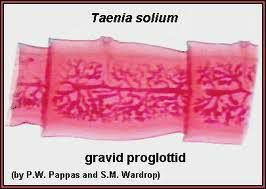 Taenia solium
gravid proglottid
(by P.W. Pappas and S.M. Wardrop)